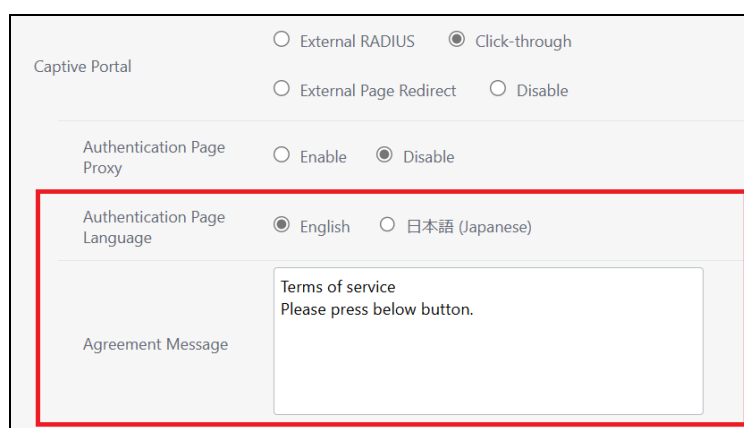 External RADIUS Click-through
Captive Portal
External Page Redirect Disable
Authentication Page
Proxy
Enable Disable
Authentication Page
Language
English 日本語 (Japanese)
Agreement Message
Terms of service
Please press below button.